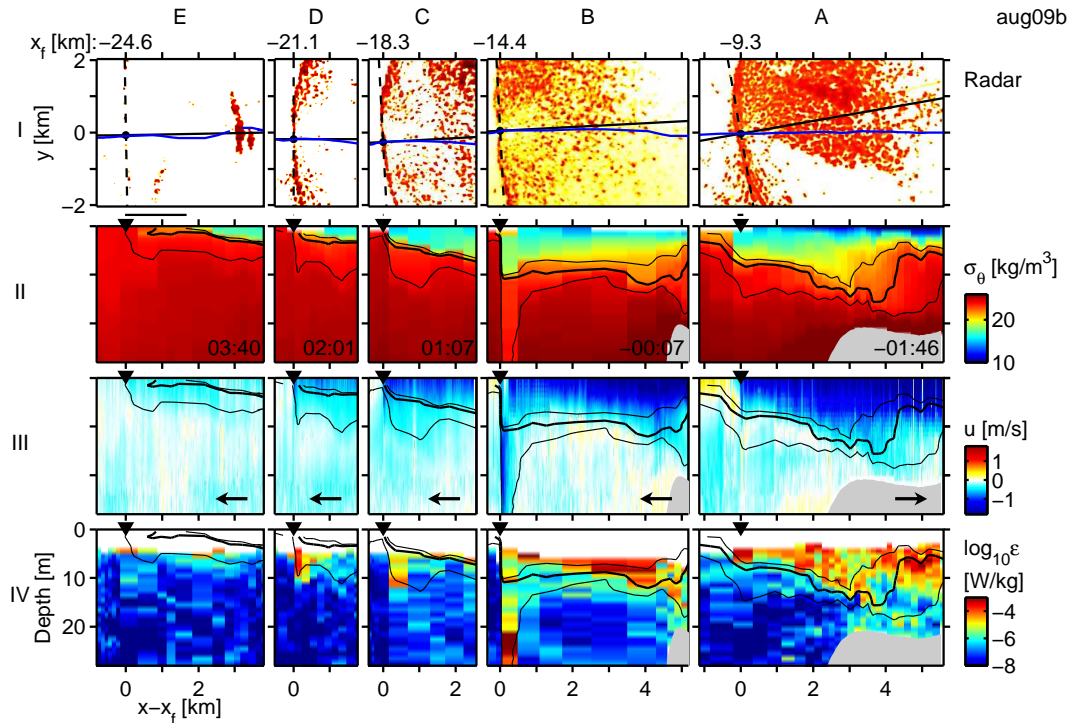 E D C B A aug09b
x_f [km]: −24.6 −21.1 −18.3 −14.4 −9.3
2
I y [km] 0 Radar
−2
II σ_θ [kg/m³]
20
10
03:40 02:01 01:07 −00:07 −01:46
III u [m/s]
1
0
−1
0
IV Depth [m] 10 20
log₁₀ε
[W/kg]
−4
−6
−8
0 2 0 0 2 0 2 4 0 2 4
x−x_f [km]